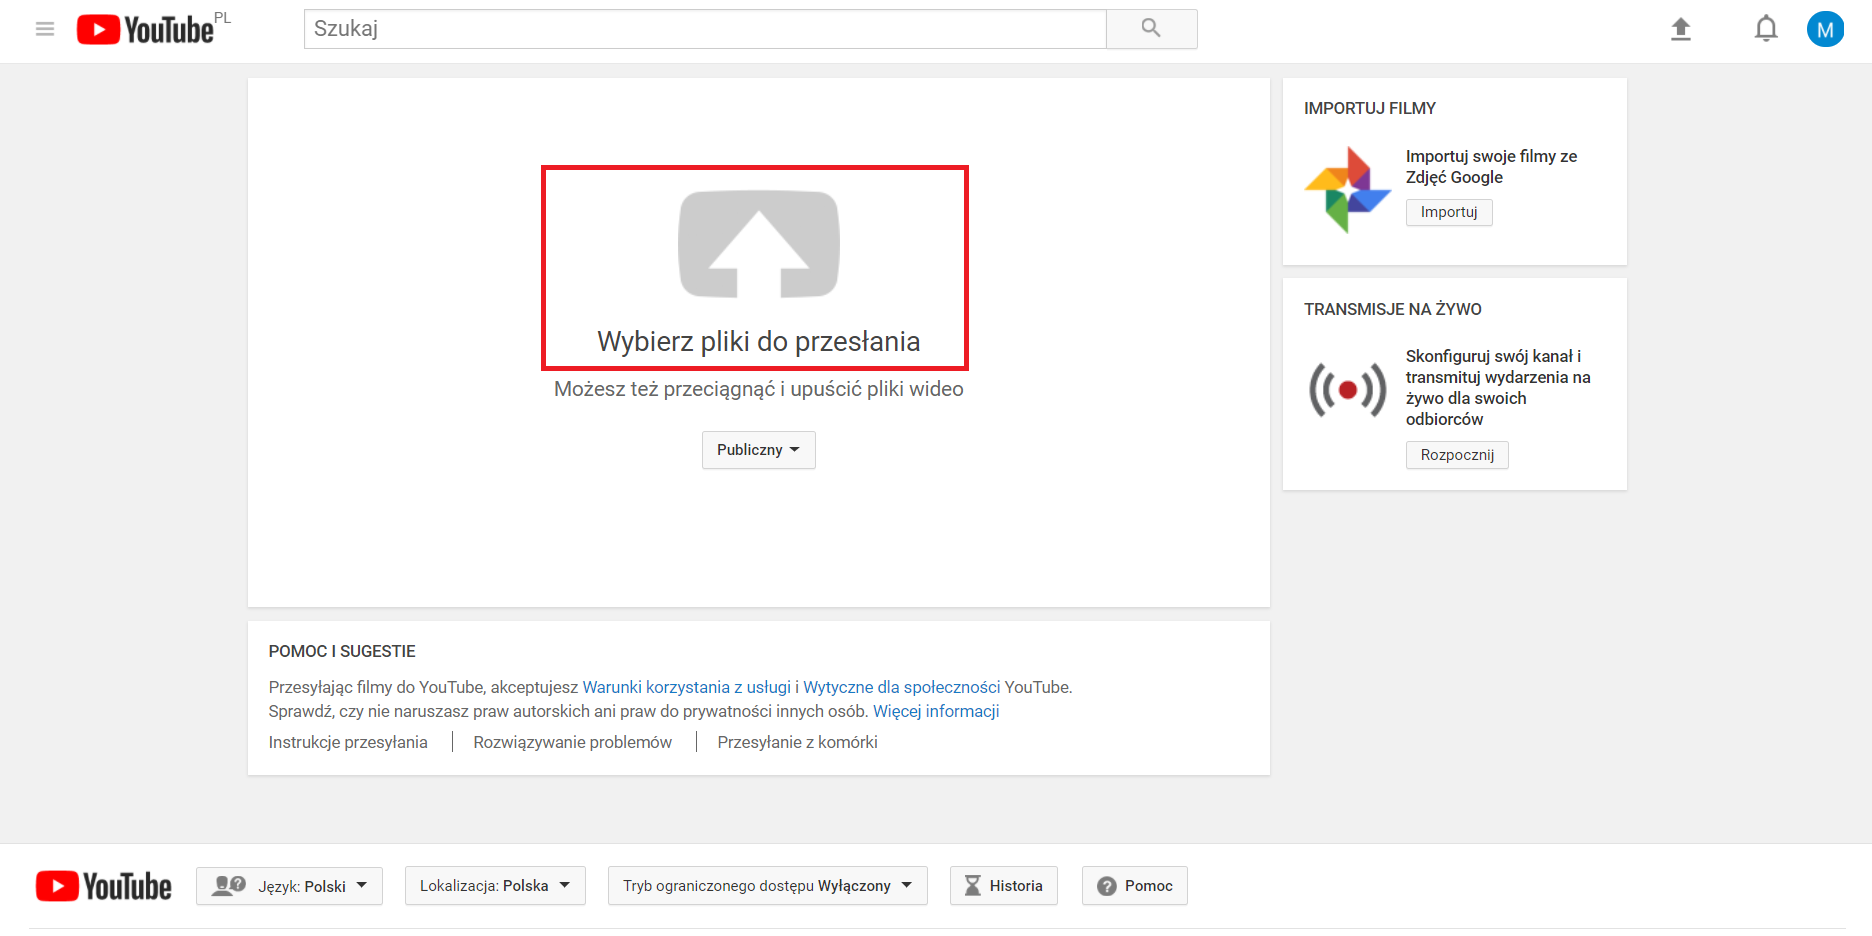 YouTube PL
Szukaj
M
Wybierz pliki do przesłania
Możesz też przeciągnąć i upuścić pliki wideo
Publiczny
IMPORTUJ FILMY
Importuj swoje filmy ze
Zdjęć Google
Importuj
TRANSMISJE NA ŻYWO
Skonfiguruj swój kanał i
transmituj wydarzenia na
żywo dla swoich
odbiorców
Rozpocznij
POMOC I SUGESTIE
Przesyłając filmy do YouTube, akceptujesz Warunki korzystania z usługi i Wytyczne dla społeczności YouTube.
Sprawdź, czy nie naruszasz praw autorskich ani praw do prywatności innych osób. Więcej informacji
Instrukcje przesyłania
Rozwiązywanie problemów
Przesyłanie z komórki
YouTube
Język: Polski
Lokalizacja: Polska
Tryb ograniczonego dostępu Wyłączony
Historia
Pomoc